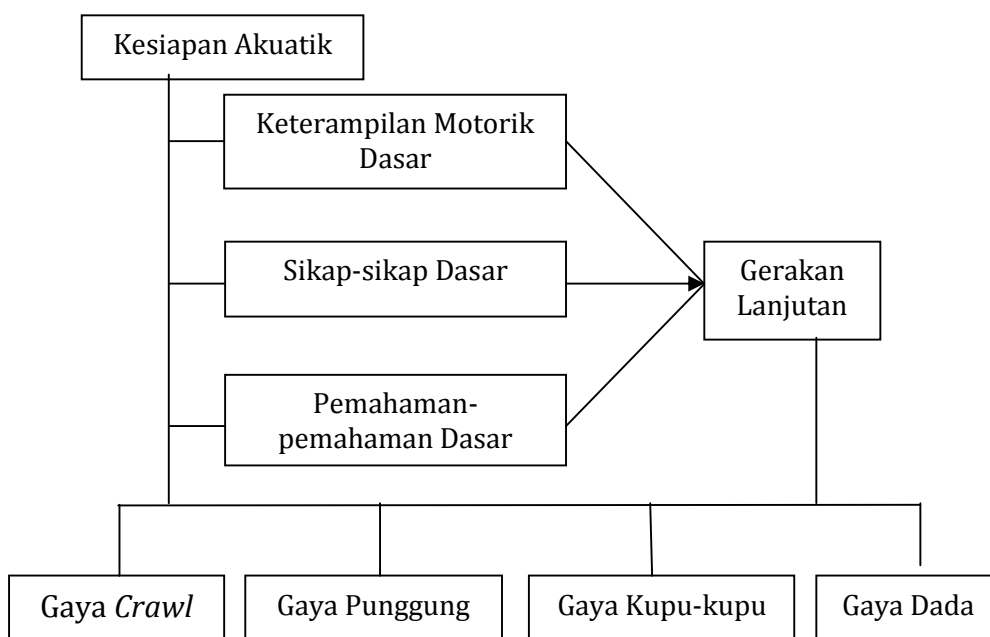 Kesiapan Akuatik
Keterampilan Motorik
Dasar
Sikap-sikap Dasar
Gerakan
Lanjutan
Pemahaman-
pemahaman Dasar
Gaya Crawl
Gaya Punggung
Gaya Kupu-kupu
Gaya Dada